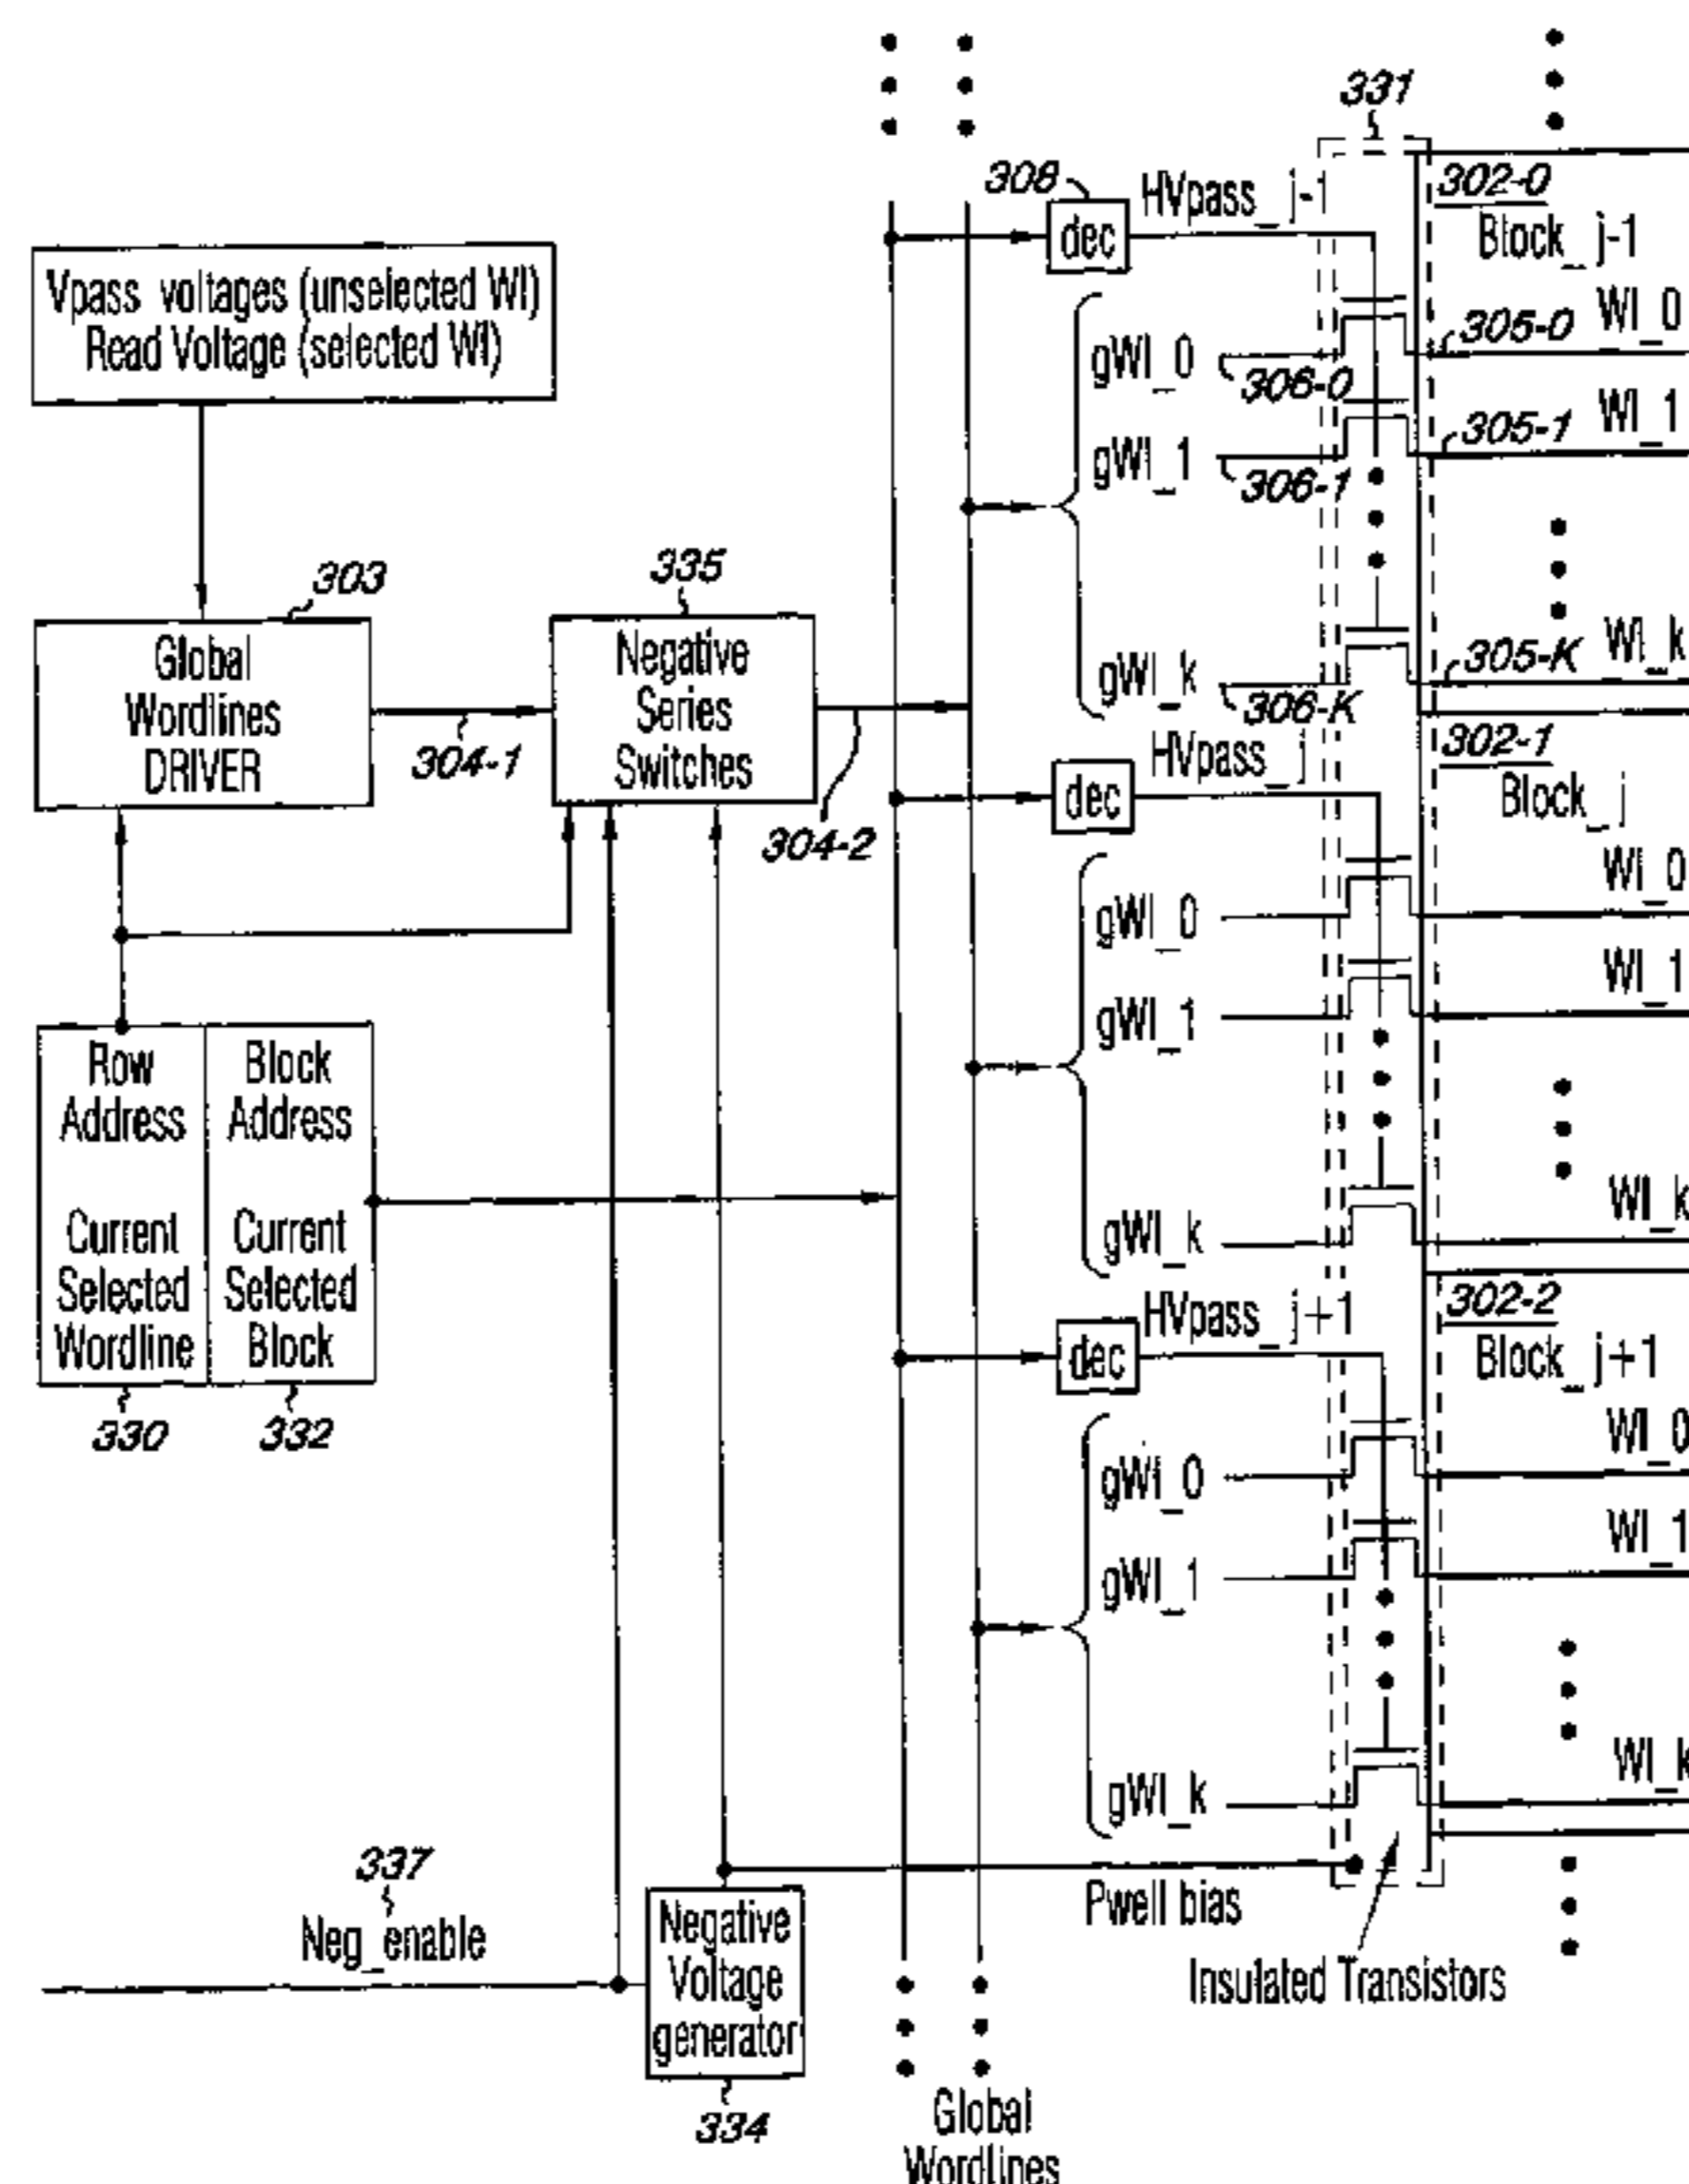 331
308
HVpass_j-1
302-0
dec
Block_j-1
Vpass voltages (unselected Wl)
Read Voltage (selected Wl)
gWl_0
306-0
305-0
Wl_0
gWl_1
306-1
305-1
Wl_1
303
335
Global
Wordlines
DRIVER
304-1
Negative
Series
Switches
304-2
gWl_k
306-K
305-K
Wl_k
HVpass_j
302-1
dec
Block_j
gWl_0
Wl_0
gWl_1
Wl_1
Row
Address
Current
Selected
Wordline
Block
Address
Current
Selected
Block
330
332
gWl_k
Wl_k
HVpass_j+1
302-2
dec
Block_j+1
gWl_0
Wl_0
gWl_1
Wl_1
gWl_k
Wl_k
337
Neg_enable
Negative
Voltage
generator
334
Pwell bias
Insulated Transistors
Global
Wordlines